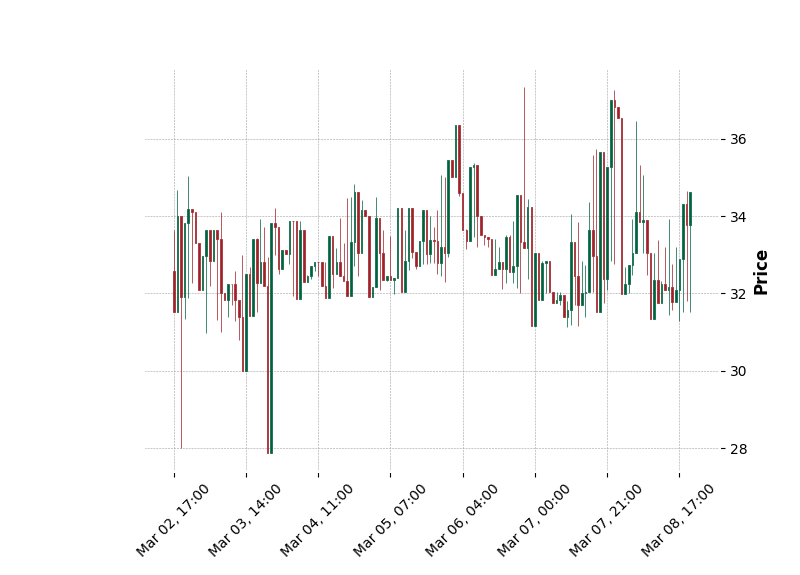 36
34
32
30
28
Price
Mar 02, 17:00
Mar 03, 14:00
Mar 04, 11:00
Mar 05, 07:00
Mar 06, 04:00
Mar 07, 00:00
Mar 07, 21:00
Mar 08, 17:00